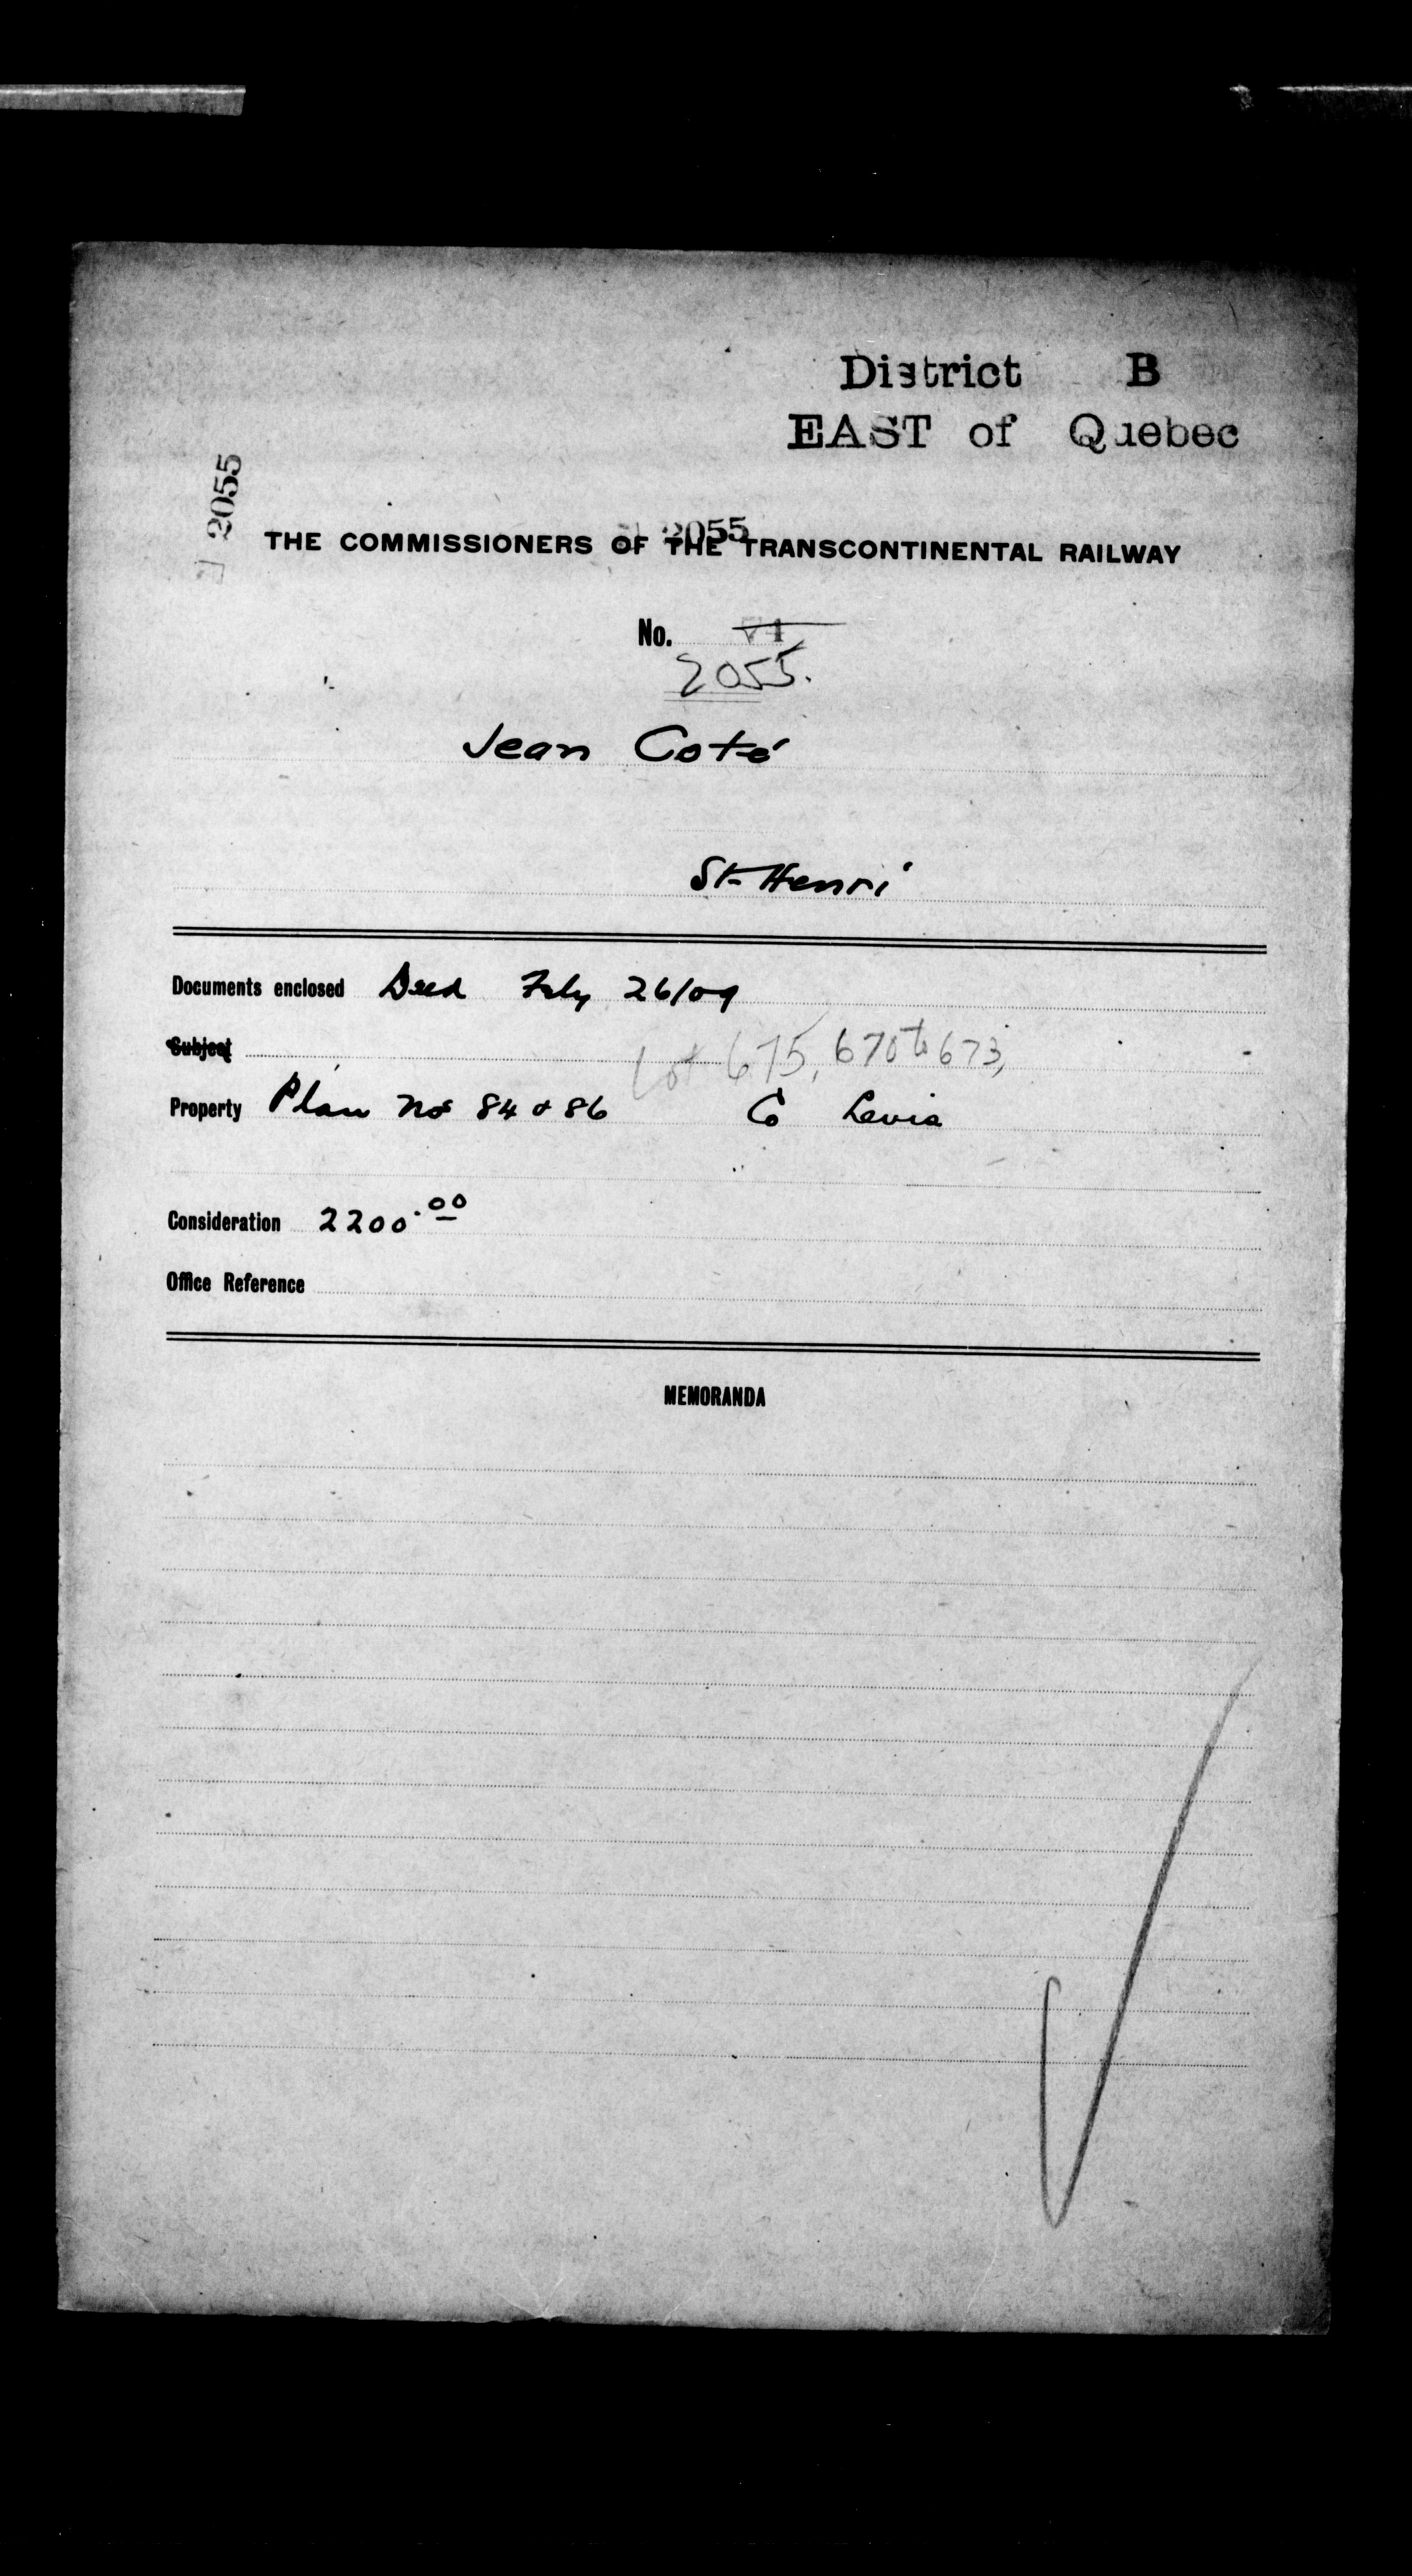 District B
EAST of Quebec
2055
2055
THE COMMISSIONERS OF THE TRANSCONTINENTAL RAILWAY
No. 71
2055.
Jean Coté
St-Henri
Documents enclosed Deed Feby 26/09
Subject
Lot 675, 670 to 673,
Property Plan Nos 84 & 86 Co Levis
Consideration 2200.00
Office Reference
MEMORANDA